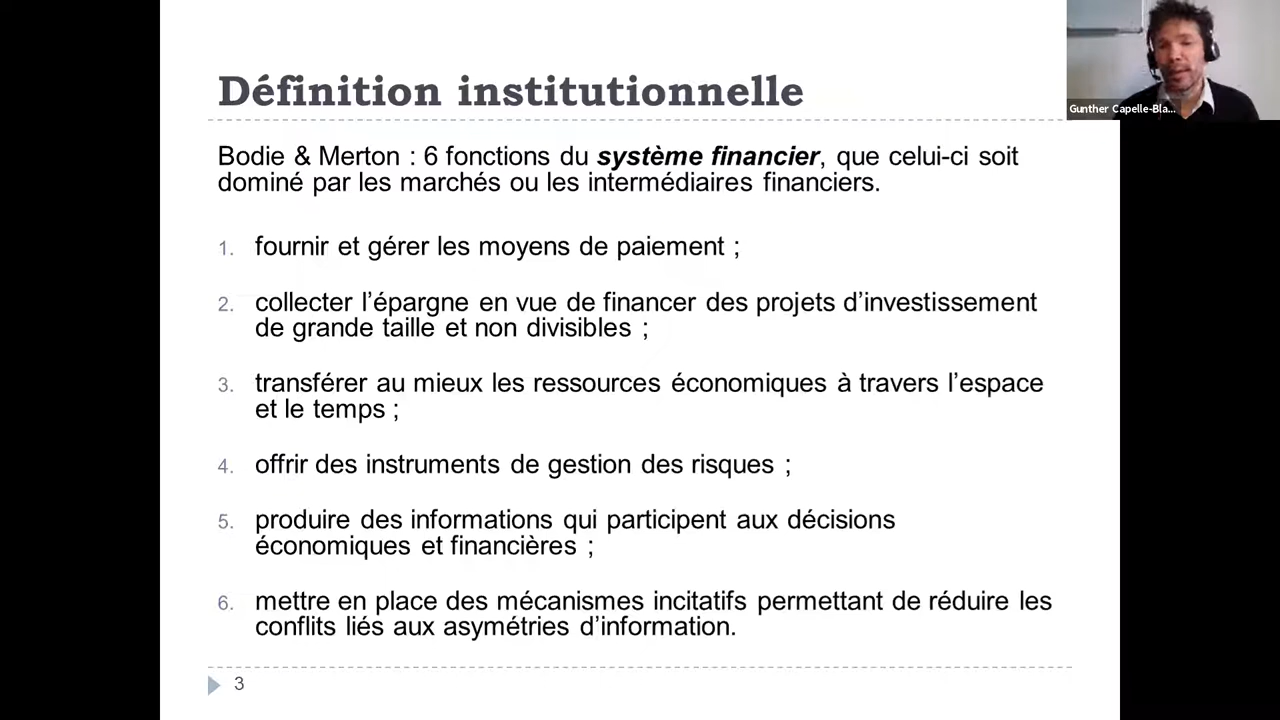 Définition institutionnelle
Gunther Capelle-Bla...
Bodie & Merton : 6 fonctions du système financier, que celui-ci soit
dominé par les marchés ou les intermédiaires financiers.
1. fournir et gérer les moyens de paiement ;
2. collecter l’épargne en vue de financer des projets d’investissement
de grande taille et non divisibles ;
3. transférer au mieux les ressources économiques à travers l’espace
et le temps ;
4. offrir des instruments de gestion des risques ;
5. produire des informations qui participent aux décisions
économiques et financières ;
6. mettre en place des mécanismes incitatifs permettant de réduire les
conflits liés aux asymétries d’information.
3